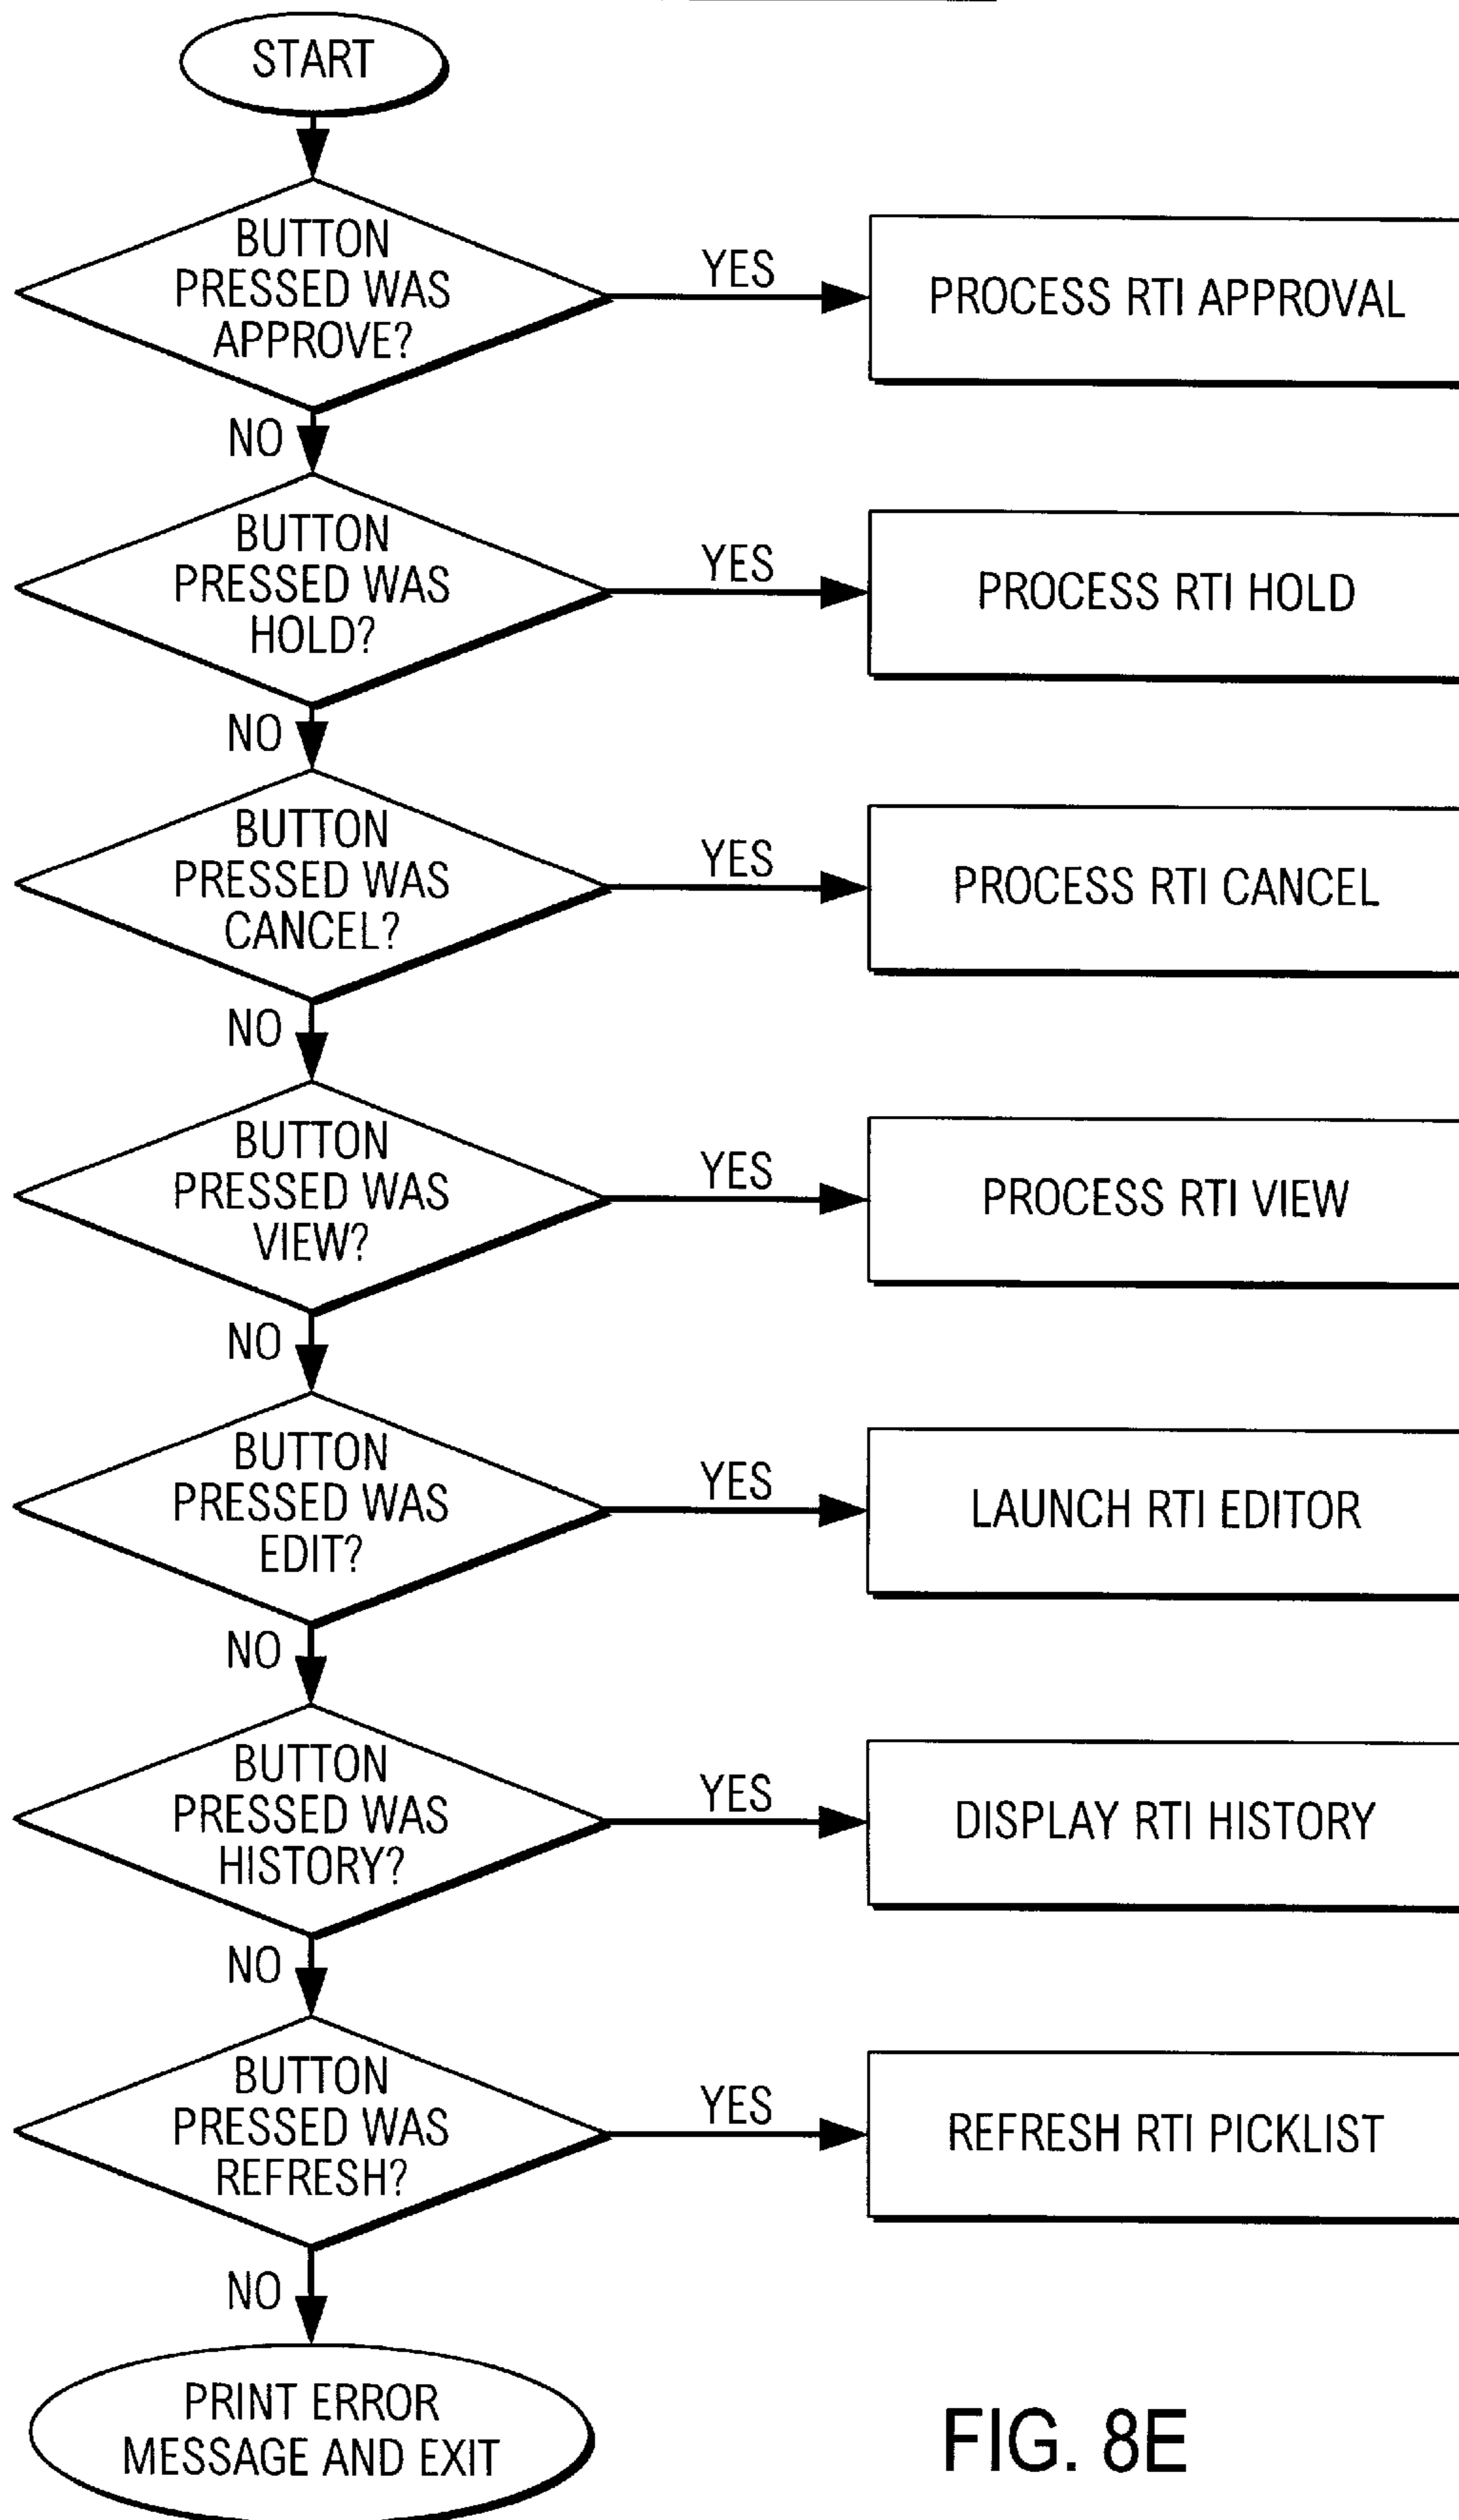 START
BUTTON
PRESSED WAS
APPROVE?
YES
PROCESS RTI APPROVAL
NO
BUTTON
PRESSED WAS
HOLD?
YES
PROCESS RTI HOLD
NO
BUTTON
PRESSED WAS
CANCEL?
YES
PROCESS RTI CANCEL
NO
BUTTON
PRESSED WAS
VIEW?
YES
PROCESS RTI VIEW
NO
BUTTON
PRESSED WAS
EDIT?
YES
LAUNCH RTI EDITOR
NO
BUTTON
PRESSED WAS
HISTORY?
YES
DISPLAY RTI HISTORY
NO
BUTTON
PRESSED WAS
REFRESH?
YES
REFRESH RTI PICKLIST
NO
PRINT ERROR
MESSAGE AND EXIT
FIG. 8E